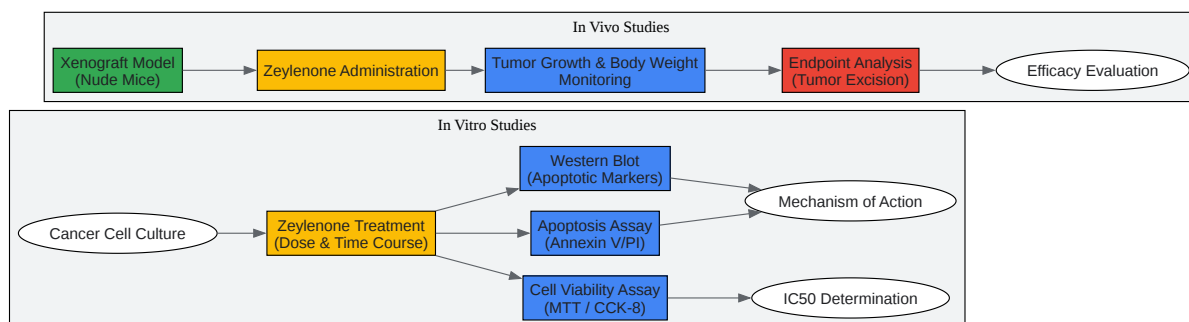 In Vivo Studies
Xenograft Model
(Nude Mice)
Zeylenone Administration
Tumor Growth & Body Weight
Monitoring
Endpoint Analysis
(Tumor Excision)
Efficacy Evaluation
In Vitro Studies
Cancer Cell Culture
Zeylenone Treatment
(Dose & Time Course)
Western Blot
(Apoptotic Markers)
Apoptosis Assay
(Annexin V/PI)
Cell Viability Assay
(MTT / CCK-8)
Mechanism of Action
IC50 Determination